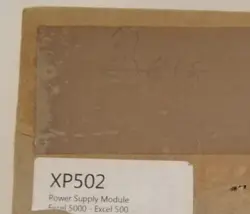 XP502
Power Supply Module
Excel 5000 - Excel 500